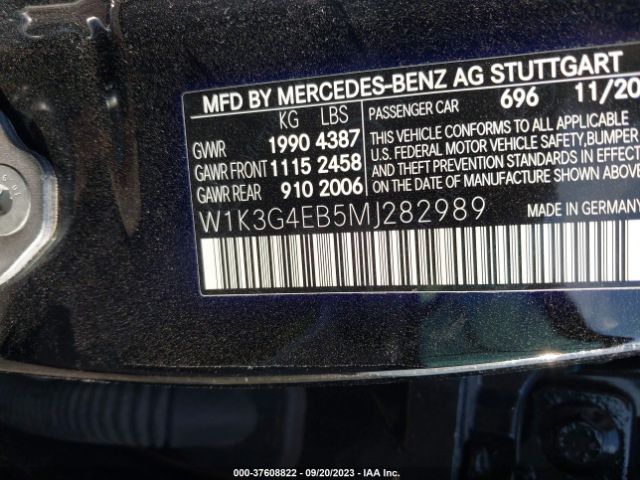 MFD BY MERCEDES-BENZ AG STUTTGART
KG LBS
PASSENGER CAR 696 11/20
GVWR 1990 4387
GAWR FRONT 1115 2458
GAWR REAR 910 2006
THIS VEHICLE CONFORMS TO ALL APPLICABLE
U.S. FEDERAL MOTOR VEHICLE SAFETY, BUMPER,
AND THEFT PREVENTION STANDARDS IN EFFECT
ON THE DATE OF MANUFACTURE SHOWN ABOVE
W1K3G4EB5MJ282989 MADE IN GERMANY
000-37608822 - 09/20/2023 - IAA Inc.